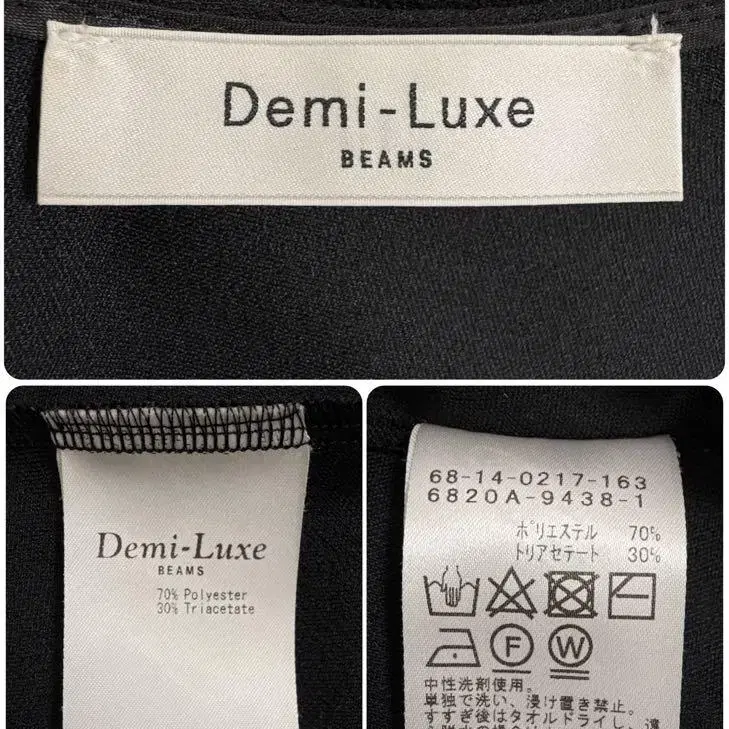 Demi-Luxe
BEAMS
Demi-Luxe
BEAMS
70% Polyester
30% Triacetate
68-14-0217-163
6820A-9438-1
ポリエステル 70%
トリアセテート 30%
F
W
中性洗剤使用。
単独で洗い、浸け置き禁止。
すすぎ後はタオルドライし、遠